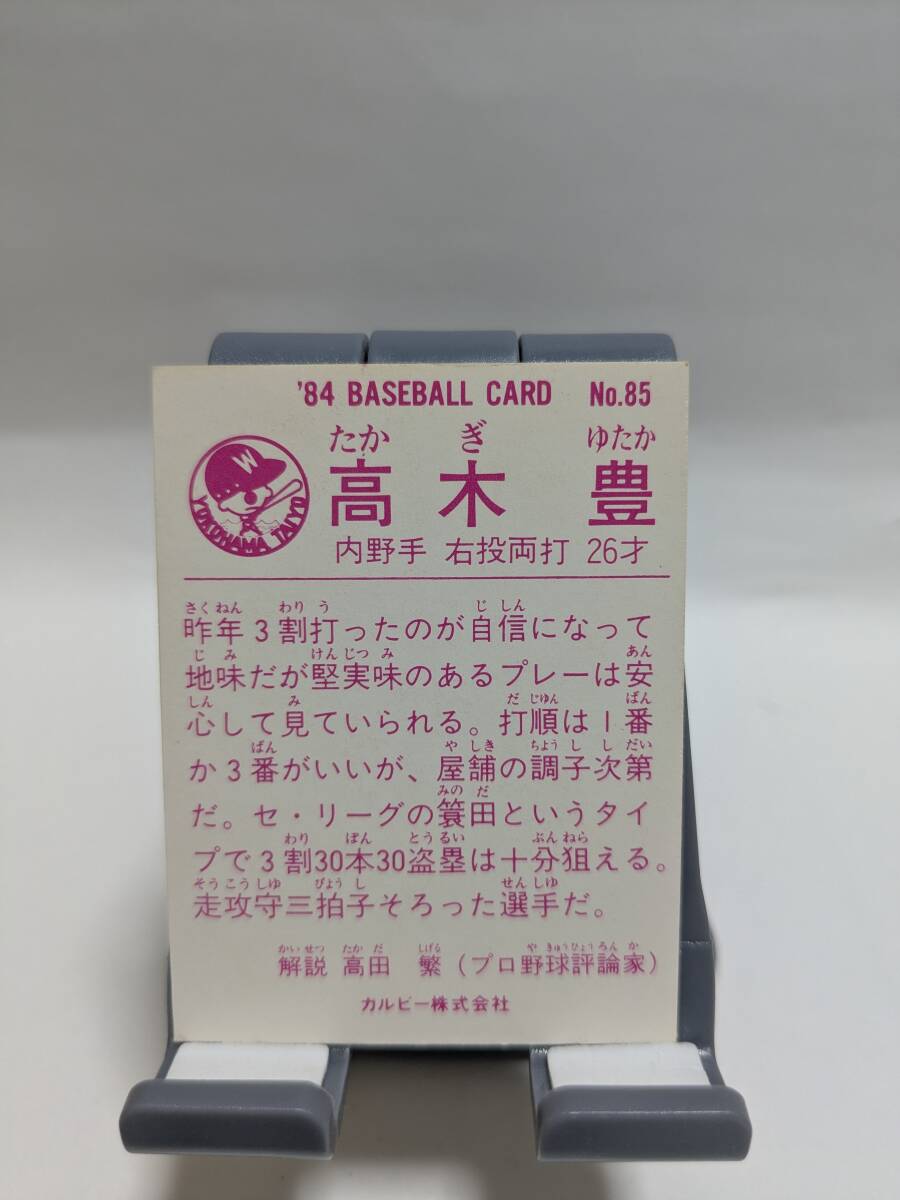 '84 BASEBALL CARD No.85
たか ぎ ゆたか
高木 豊
W
YOKOHAMA TAIYO
内野手 右投両打 26才
さくねん わり う じ しん
昨年3割打ったのが自信になって
じ み けんじつ み あん
地味だが堅実味のあるプレーは安
しん み だ じゅん ばん
心して見ていられる。打順は1番
ばん や しき ちょう し し だい
か3番がいいが、屋舗の調子次第
みの だ
だ。セ・リーグの簑田というタイ
わり ぽん とうるい ぶんねら
プで3割30本30盗塁は十分狙える。
そう こう しゆ びょう し せんしゆ
走攻守三拍子そろった選手だ。
かいせつ たか だ しげる や きゅうひょうろん か
解説 高田 繁 (プロ野球評論家)
カルビー株式会社